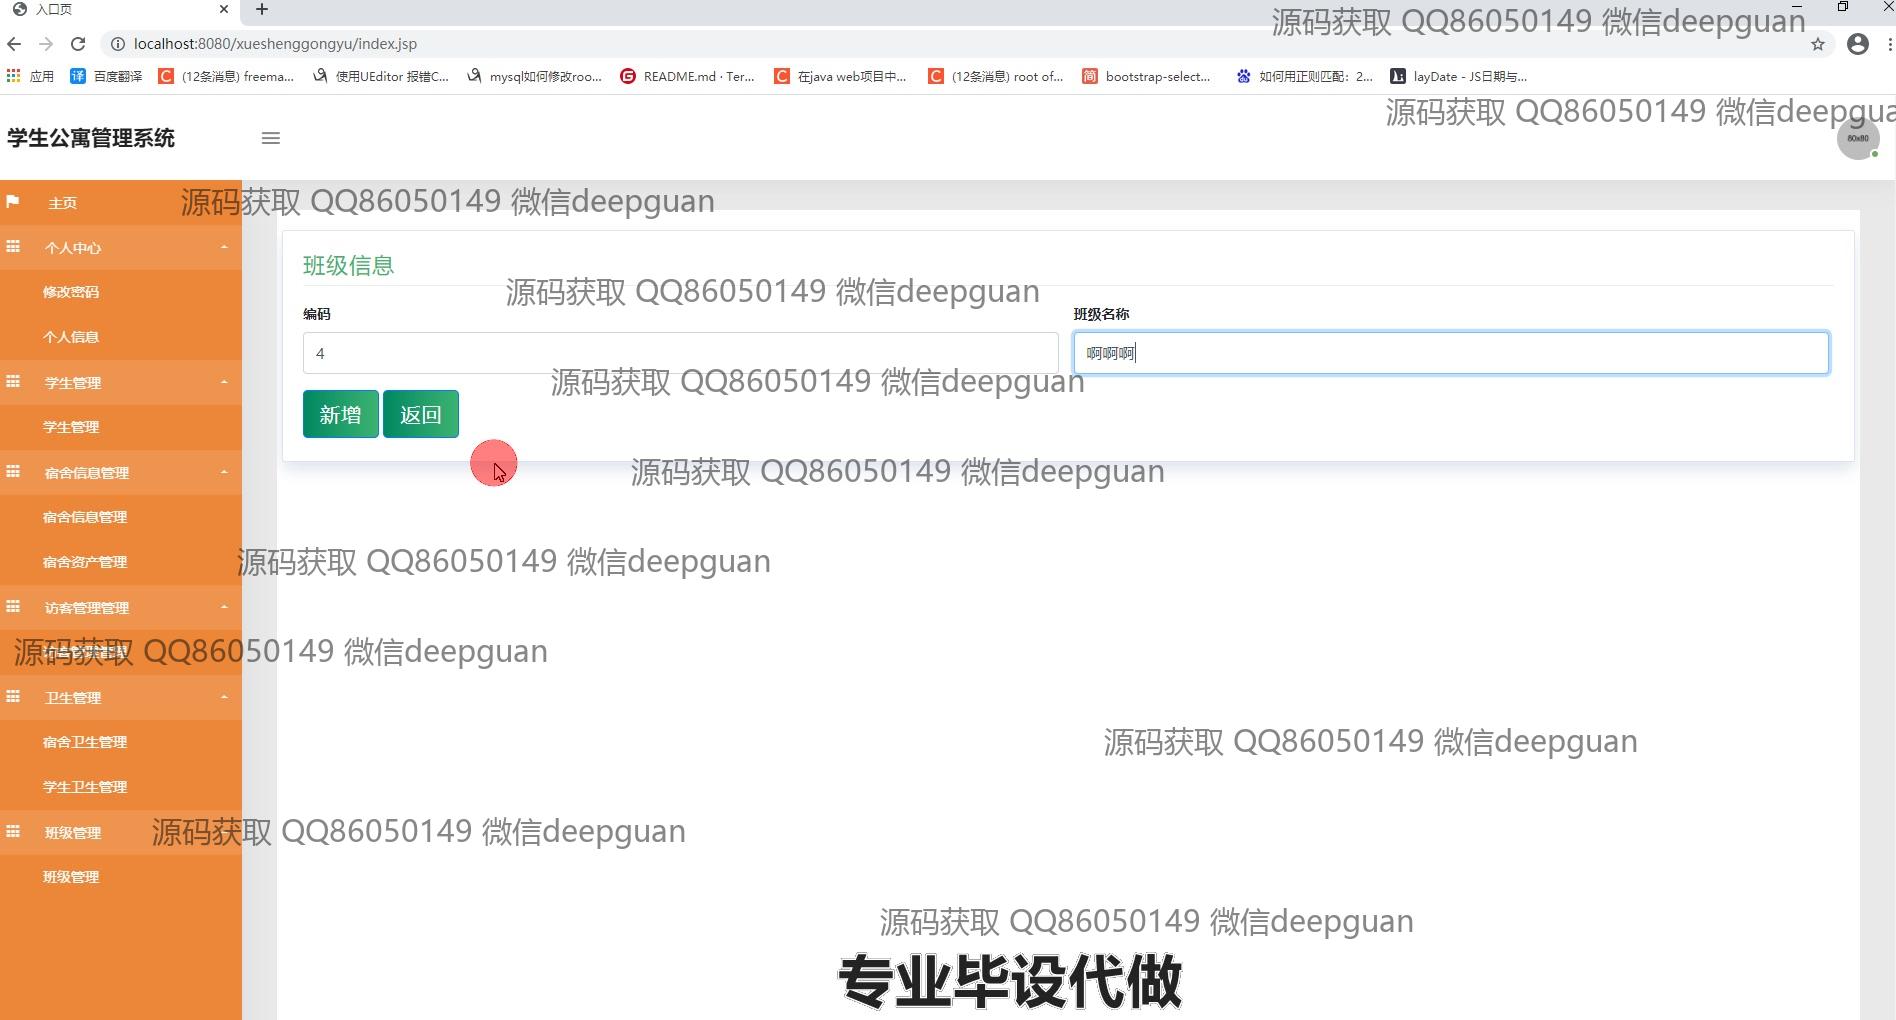 入口页
源码获取 QQ86050149 微信deepguan
localhost:8080/xueshenggongyu/index.jsp
应用
百度翻译
(12条消息) freema...
使用UEditor 报错C...
mysql如何修改roo...
README.md · Ter...
在java web项目中...
(12条消息) root of...
bootstrap-select...
如何用正则匹配：2...
layDate - JS日期与...
源码获取 QQ86050149 微信deepgua
学生公寓管理系统
80x80
主页
源码获取 QQ86050149 微信deepguan
个人中心
班级信息
修改密码
源码获取 QQ86050149 微信deepguan
编码
班级名称
个人信息
4
啊啊啊
学生管理
源码获取 QQ86050149 微信deepguan
新增
返回
学生管理
宿舍信息管理
源码获取 QQ86050149 微信deepguan
宿舍信息管理
宿舍资产管理
源码获取 QQ86050149 微信deepguan
访客管理管理
源码获取 QQ86050149 微信deepguan
卫生管理
宿舍卫生管理
源码获取 QQ86050149 微信deepguan
学生卫生管理
班级管理
源码获取 QQ86050149 微信deepguan
班级管理
源码获取 QQ86050149 微信deepguan
专业毕设代做